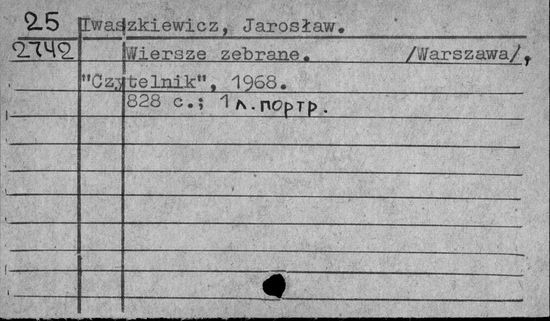 25 Iwaszkiewicz, Jarosław.
2742 Wiersze zebrane. /Warszawa/,
"Czytelnik", 1968.
828 с.; 1 л. портр.